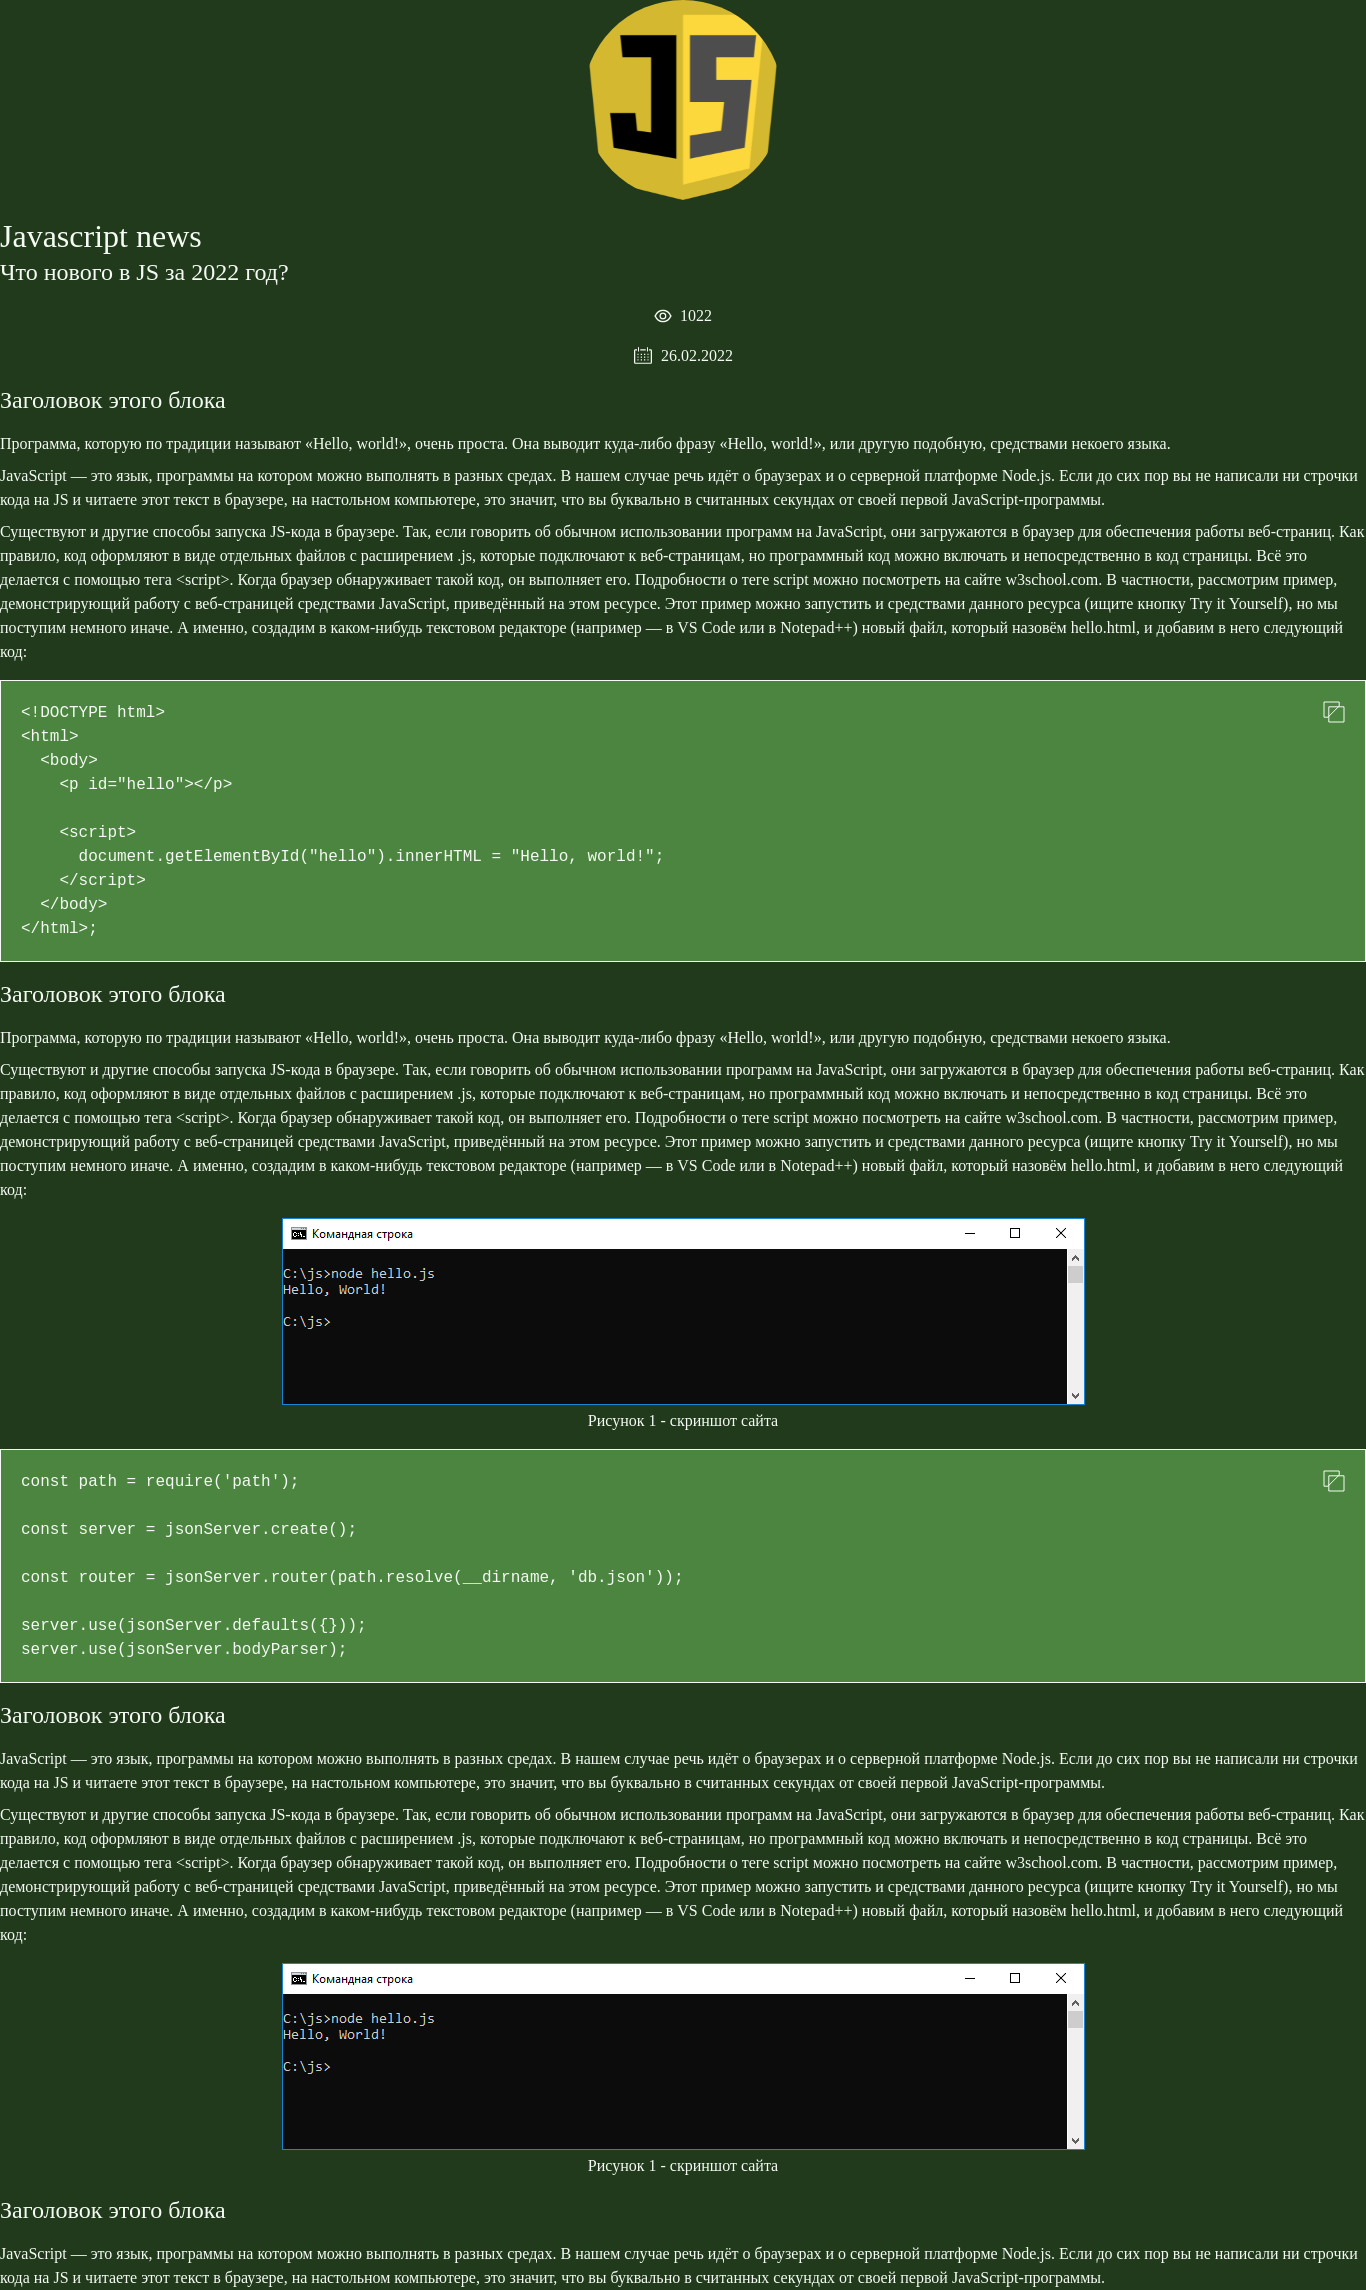 JS
Javascript news
Что нового в JS за 2022 год?
1022
26.02.2022
Заголовок этого блока
Программа, которую по традиции называют «Hello, world!», очень проста. Она выводит куда-либо фразу «Hello, world!», или другую подобную, средствами некоего языка.
JavaScript — это язык, программы на котором можно выполнять в разных средах. В нашем случае речь идёт о браузерах и о серверной платформе Node.js. Если до сих пор вы не написали ни строчки
кода на JS и читаете этот текст в браузере, на настольном компьютере, это значит, что вы буквально в считанных секундах от своей первой JavaScript-программы.
Существуют и другие способы запуска JS-кода в браузере. Так, если говорить об обычном использовании программ на JavaScript, они загружаются в браузер для обеспечения работы веб-страниц. Как
правило, код оформляют в виде отдельных файлов с расширением .js, которые подключают к веб-страницам, но программный код можно включать и непосредственно в код страницы. Всё это
делается с помощью тега <script>. Когда браузер обнаруживает такой код, он выполняет его. Подробности о теге script можно посмотреть на сайте w3school.com. В частности, рассмотрим пример,
демонстрирующий работу с веб-страницей средствами JavaScript, приведённый на этом ресурсе. Этот пример можно запустить и средствами данного ресурса (ищите кнопку Try it Yourself), но мы
поступим немного иначе. А именно, создадим в каком-нибудь текстовом редакторе (например — в VS Code или в Notepad++) новый файл, который назовём hello.html, и добавим в него следующий
код:
<!DOCTYPE html>
<html>
  <body>
    <p id="hello"></p>

    <script>
      document.getElementById("hello").innerHTML = "Hello, world!";
    </script>
  </body>
</html>;
Заголовок этого блока
Программа, которую по традиции называют «Hello, world!», очень проста. Она выводит куда-либо фразу «Hello, world!», или другую подобную, средствами некоего языка.
Существуют и другие способы запуска JS-кода в браузере. Так, если говорить об обычном использовании программ на JavaScript, они загружаются в браузер для обеспечения работы веб-страниц. Как
правило, код оформляют в виде отдельных файлов с расширением .js, которые подключают к веб-страницам, но программный код можно включать и непосредственно в код страницы. Всё это
делается с помощью тега <script>. Когда браузер обнаруживает такой код, он выполняет его. Подробности о теге script можно посмотреть на сайте w3school.com. В частности, рассмотрим пример,
демонстрирующий работу с веб-страницей средствами JavaScript, приведённый на этом ресурсе. Этот пример можно запустить и средствами данного ресурса (ищите кнопку Try it Yourself), но мы
поступим немного иначе. А именно, создадим в каком-нибудь текстовом редакторе (например — в VS Code или в Notepad++) новый файл, который назовём hello.html, и добавим в него следующий
код:
Командная строка
C:\js>node hello.js
Hello, World!
C:\js>
Рисунок 1 - скриншот сайта
const path = require('path');

const server = jsonServer.create();

const router = jsonServer.router(path.resolve(__dirname, 'db.json'));

server.use(jsonServer.defaults({}));
server.use(jsonServer.bodyParser);
Заголовок этого блока
JavaScript — это язык, программы на котором можно выполнять в разных средах. В нашем случае речь идёт о браузерах и о серверной платформе Node.js. Если до сих пор вы не написали ни строчки
кода на JS и читаете этот текст в браузере, на настольном компьютере, это значит, что вы буквально в считанных секундах от своей первой JavaScript-программы.
Существуют и другие способы запуска JS-кода в браузере. Так, если говорить об обычном использовании программ на JavaScript, они загружаются в браузер для обеспечения работы веб-страниц. Как
правило, код оформляют в виде отдельных файлов с расширением .js, которые подключают к веб-страницам, но программный код можно включать и непосредственно в код страницы. Всё это
делается с помощью тега <script>. Когда браузер обнаруживает такой код, он выполняет его. Подробности о теге script можно посмотреть на сайте w3school.com. В частности, рассмотрим пример,
демонстрирующий работу с веб-страницей средствами JavaScript, приведённый на этом ресурсе. Этот пример можно запустить и средствами данного ресурса (ищите кнопку Try it Yourself), но мы
поступим немного иначе. А именно, создадим в каком-нибудь текстовом редакторе (например — в VS Code или в Notepad++) новый файл, который назовём hello.html, и добавим в него следующий
код:
Командная строка
C:\js>node hello.js
Hello, World!
C:\js>
Рисунок 1 - скриншот сайта
Заголовок этого блока
JavaScript — это язык, программы на котором можно выполнять в разных средах. В нашем случае речь идёт о браузерах и о серверной платформе Node.js. Если до сих пор вы не написали ни строчки
кода на JS и читаете этот текст в браузере, на настольном компьютере, это значит, что вы буквально в считанных секундах от своей первой JavaScript-программы.